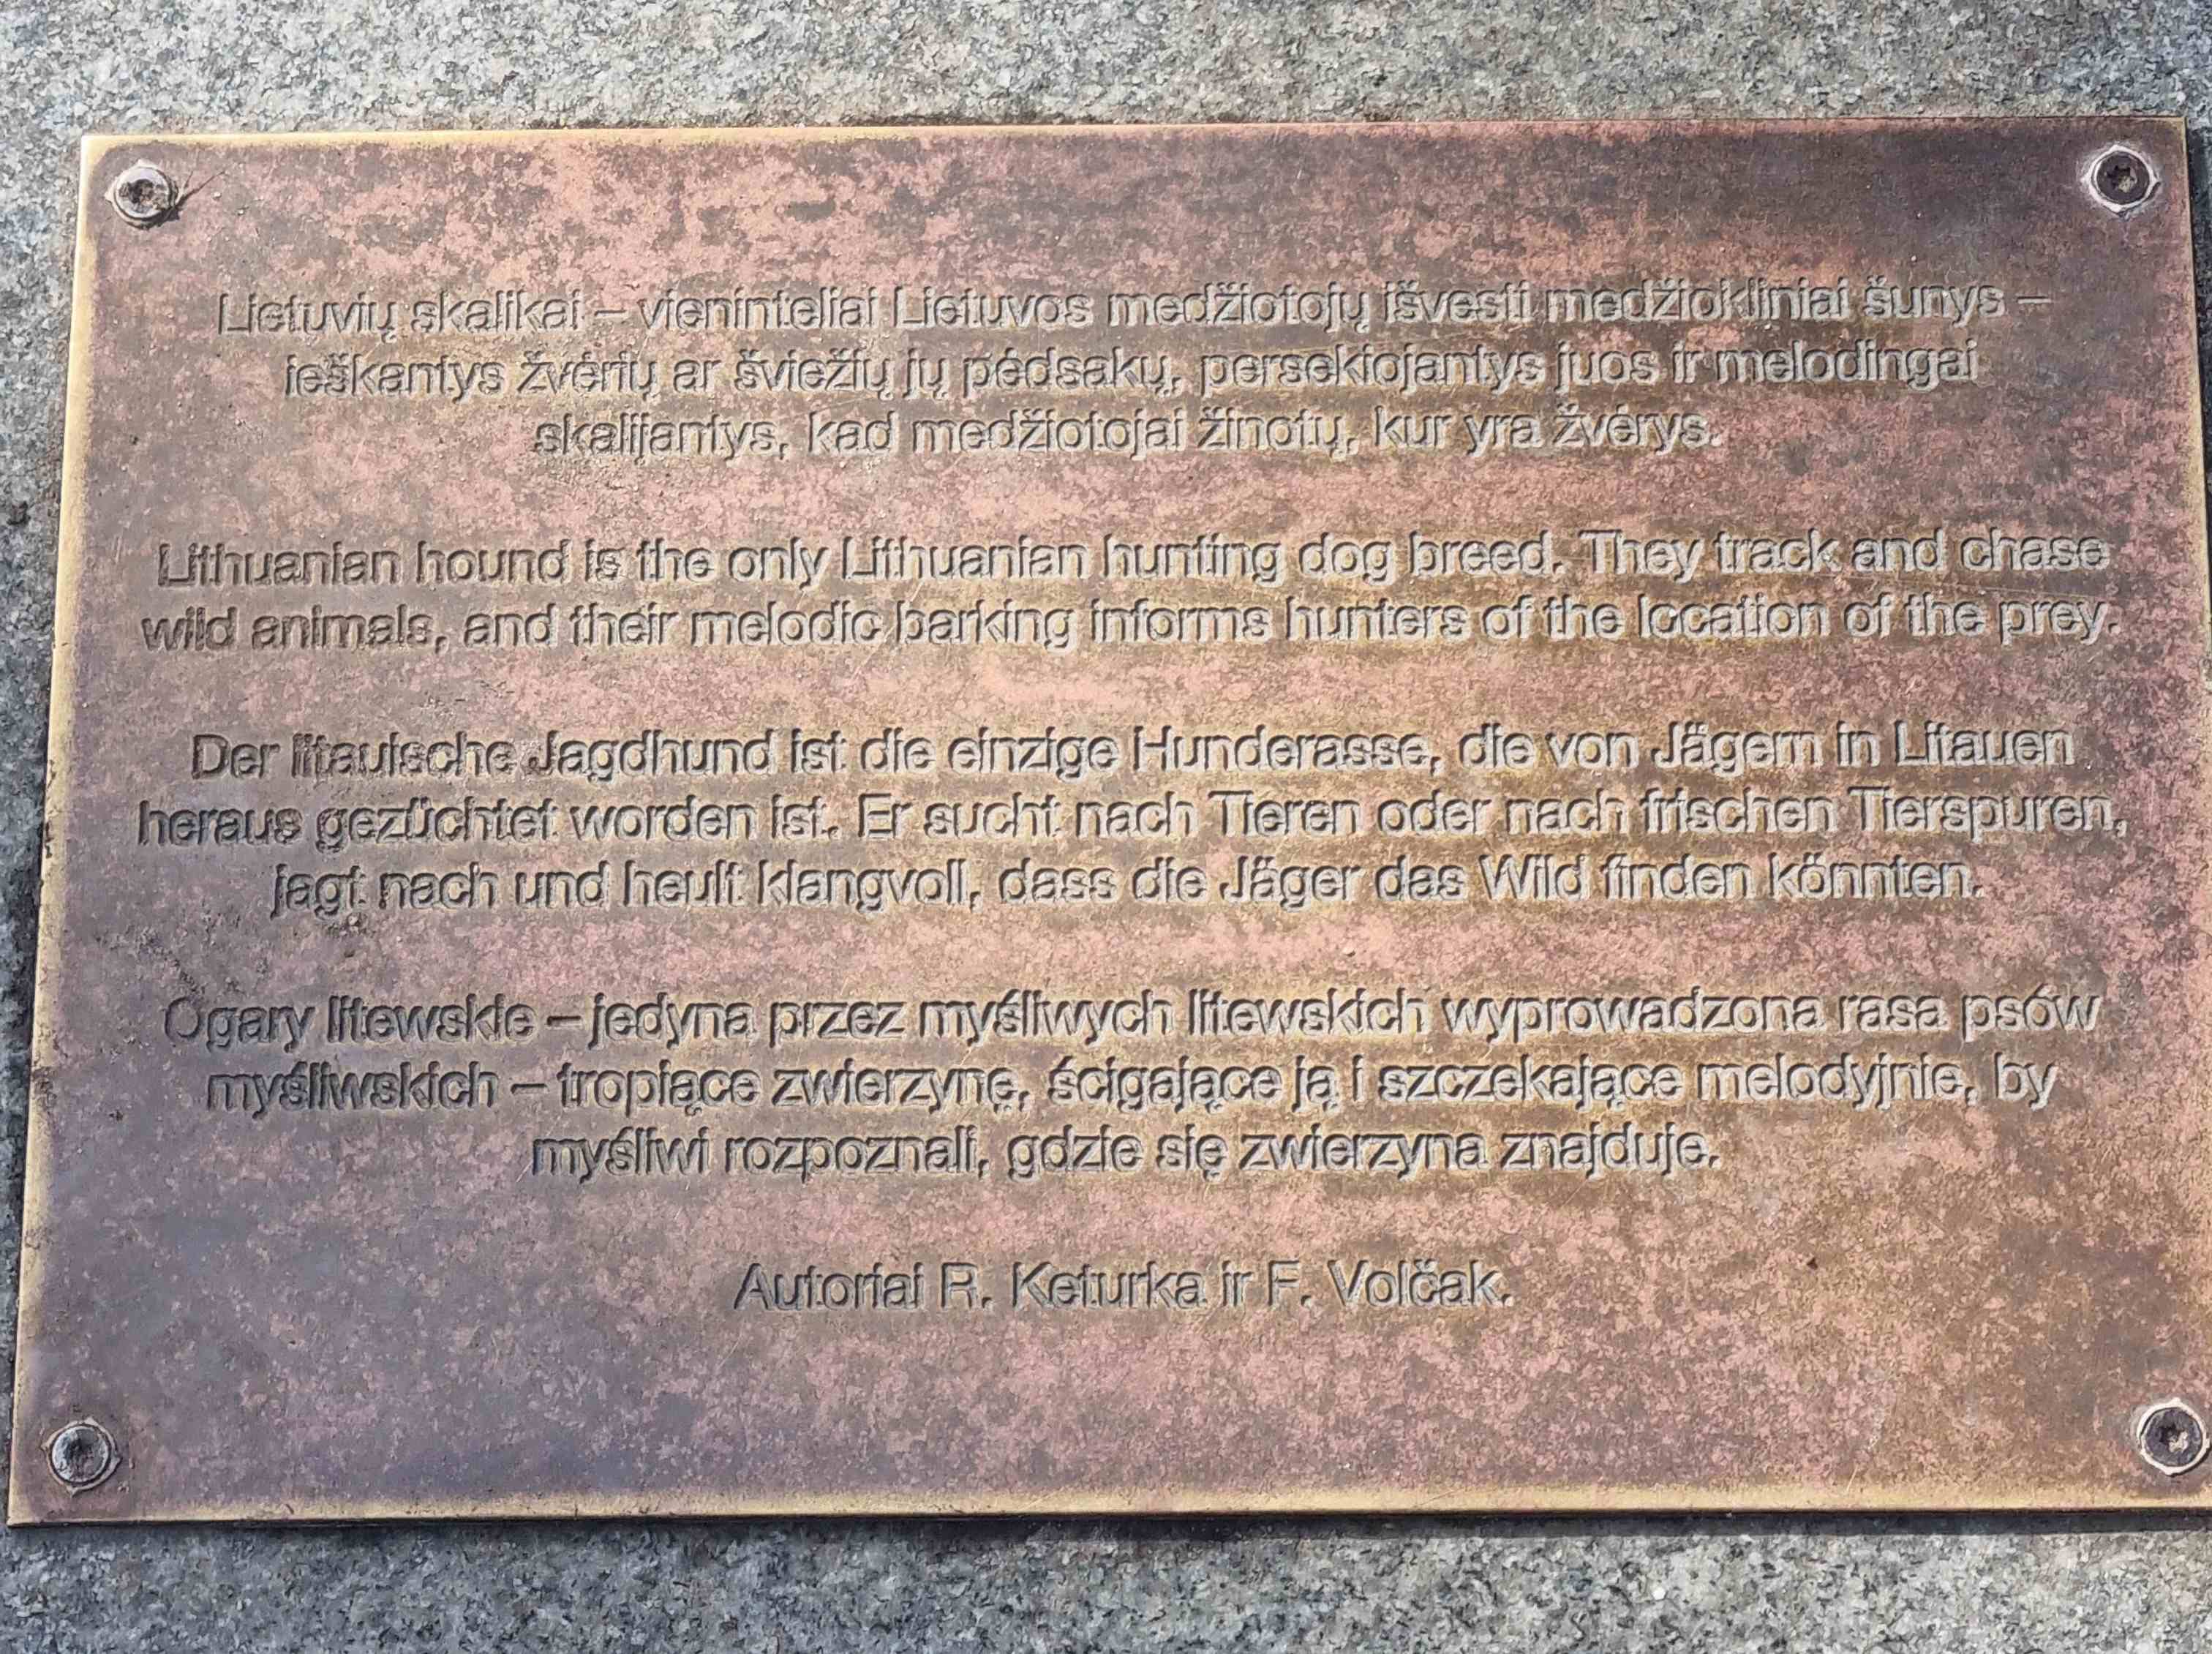 Lietuvių skalikai – vieninteliai Lietuvos medžiotojų išvesti medžiokliniai šunys –
ieškantys žvėrių ar šviežių jų pėdsakų, persekiojantys juos ir melodingai
skalijantys, kad medžiotojai žinotų, kur yra žvėrys.
Lithuanian hound is the only Lithuanian hunting dog breed. They track and chase
wild animals, and their melodic barking informs hunters of the location of the prey.
Der litauische Jagdhund ist die einzige Hunderasse, die von Jägern in Litauen
heraus gezüchtet worden ist. Er sucht nach Tieren oder nach frischen Tierspuren,
jagt nach und heult klangvoll, dass die Jäger das Wild finden könnten.
Ogary litewskie – jedyna przez myśliwych litewskich wyprowadzona rasa psów
myśliwskich – tropiące zwierzynę, ścigające ją i szczekające melodyjnie, by
myśliwi rozpoznali, gdzie się zwierzyna znajduje.
Autoriai R. Keturka ir F. Volčak.